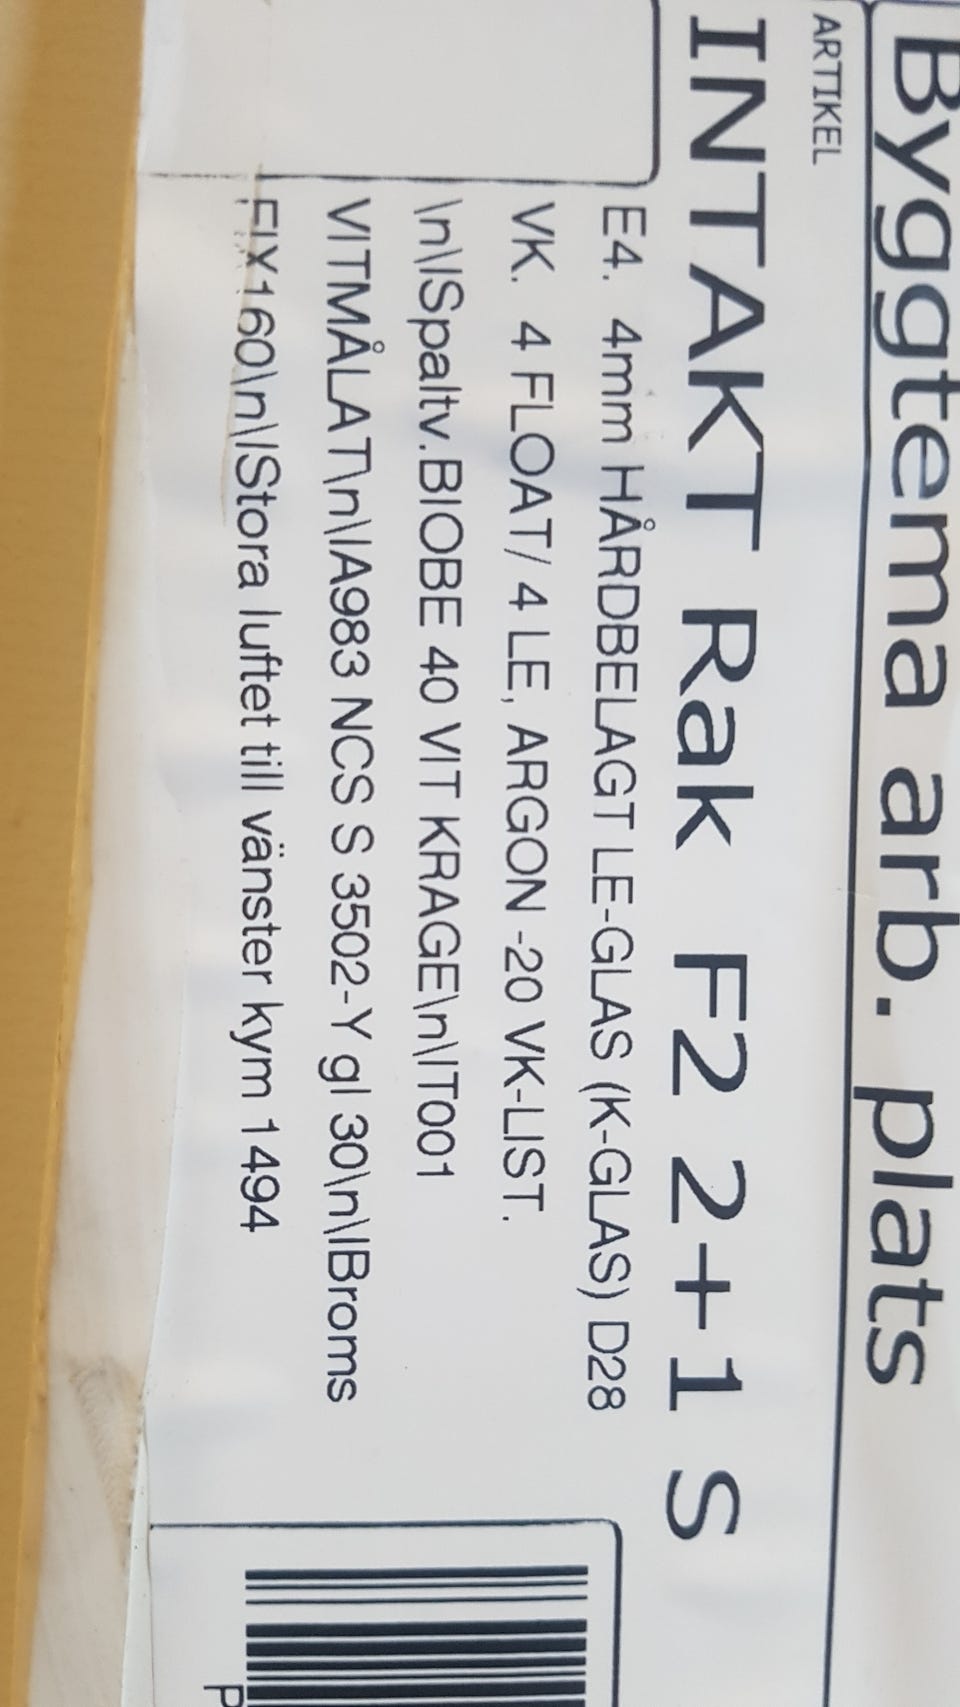 Byggtema arb. plats
ARTIKEL
INTAKT Rak F2 2+1 S
E4. 4mm HÅRDBELAGT LE-GLAS (K-GLAS) D28
VK. 4 FLOAT/ 4 LE, ARGON -20 VK-LIST.
\n\lSpaltv.BIOBE 40 VIT KRAGE\n\lT001
VITMÅLAT\n\lA983 NCS S 3502-Y gl 30\n\lBroms
FIX160\n\lStora luftet till vänster kym 1494
P